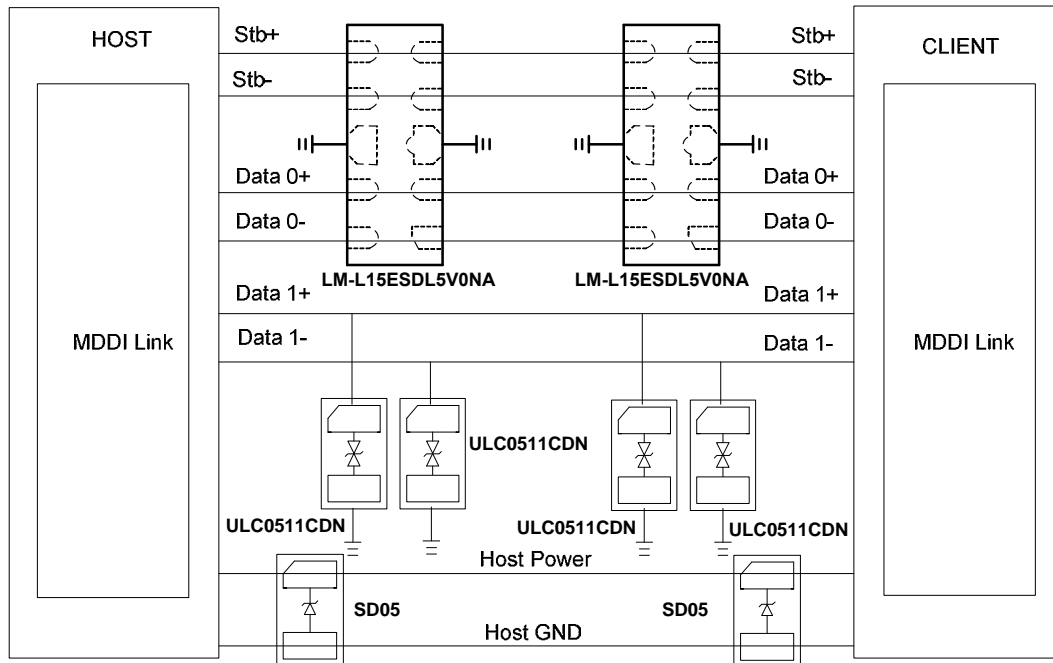 HOST
CLIENT
Stb+
Stb+
Stb-
Stb-
Data 0+
Data 0+
Data 0-
Data 0-
LM-L15ESDL5V0NA
LM-L15ESDL5V0NA
Data 1+
Data 1+
MDDI Link
Data 1-
Data 1-
MDDI Link
ULC0511CDN
ULC0511CDN
ULC0511CDN
ULC0511CDN
Host Power
SD05
SD05
Host GND